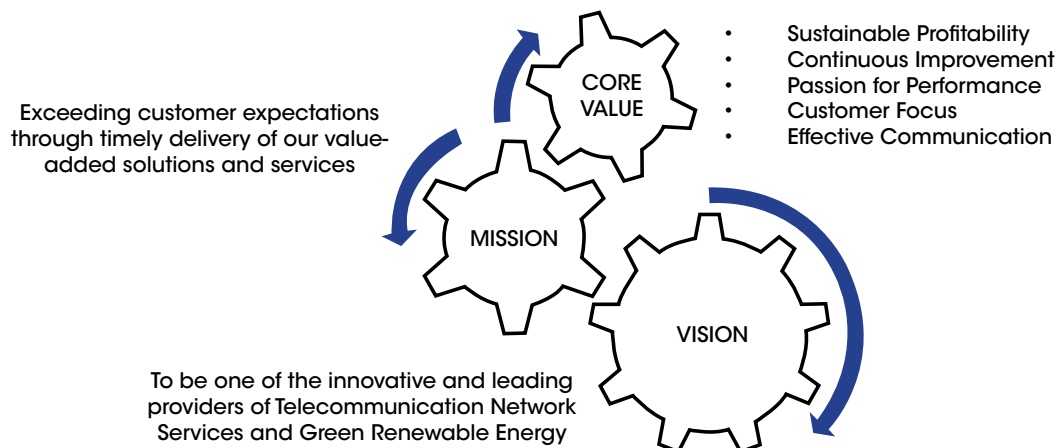 CORE
VALUE
• Sustainable Profitability
• Continuous Improvement
• Passion for Performance
• Customer Focus
• Effective Communication
Exceeding customer expectations
through timely delivery of our value-
added solutions and services
MISSION
VISION
To be one of the innovative and leading
providers of Telecommunication Network
Services and Green Renewable Energy